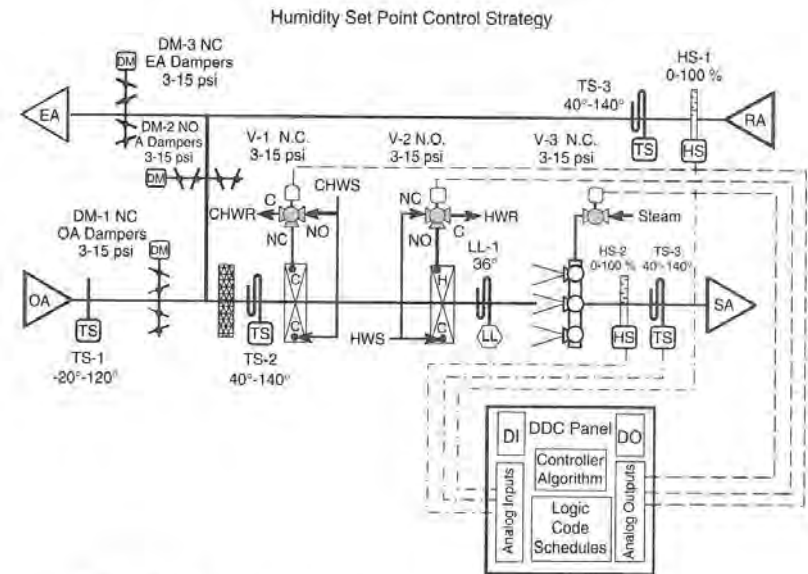 Humidity Set Point Control Strategy
DM-3 NC
EA Dampers
3-15 psi
DM
HS-1
0-100 %
TS-3
40°-140°
EA
RA
TS
HS
DM-2 NO
A Dampers
3-15 psi
DM
V-1 N.C.
3-15 psi
V-2 N.O.
3-15 psi
V-3 N.C.
3-15 psi
CHWS
C
CHWR
NO
NC
NC
HWR
C
NO
Steam
DM-1 NC
OA Dampers
3-15 psi
DM
LL-1
36°
HS-2
0-100 %
TS-3
40°-140°
C
C
H
C
OA
SA
TS
TS
HWS
LL
HS
TS
TS-1
-20°-120°
TS-2
40°-140°
DI
DDC Panel
DO
Analog Inputs
Controller
Algorithm
Logic
Code
Schedules
Analog Outputs